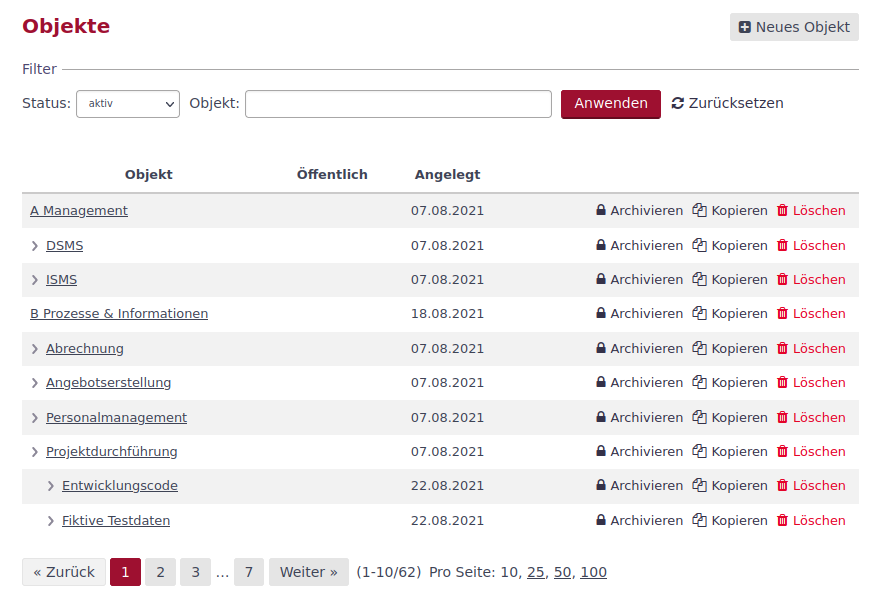 Objekte
Neues Objekt
Filter
Status: aktiv Objekt: Anwenden Zurücksetzen
Objekt Öffentlich Angelegt
A Management 07.08.2021 Archivieren Kopieren Löschen
DSMS 07.08.2021 Archivieren Kopieren Löschen
ISMS 07.08.2021 Archivieren Kopieren Löschen
B Prozesse & Informationen 18.08.2021 Archivieren Kopieren Löschen
Abrechnung 07.08.2021 Archivieren Kopieren Löschen
Angebotserstellung 07.08.2021 Archivieren Kopieren Löschen
Personalmanagement 07.08.2021 Archivieren Kopieren Löschen
Projektdurchführung 07.08.2021 Archivieren Kopieren Löschen
Entwicklungscode 22.08.2021 Archivieren Kopieren Löschen
Fiktive Testdaten 22.08.2021 Archivieren Kopieren Löschen
« Zurück 1 2 3 ... 7 Weiter » (1-10/62) Pro Seite: 10, 25, 50, 100